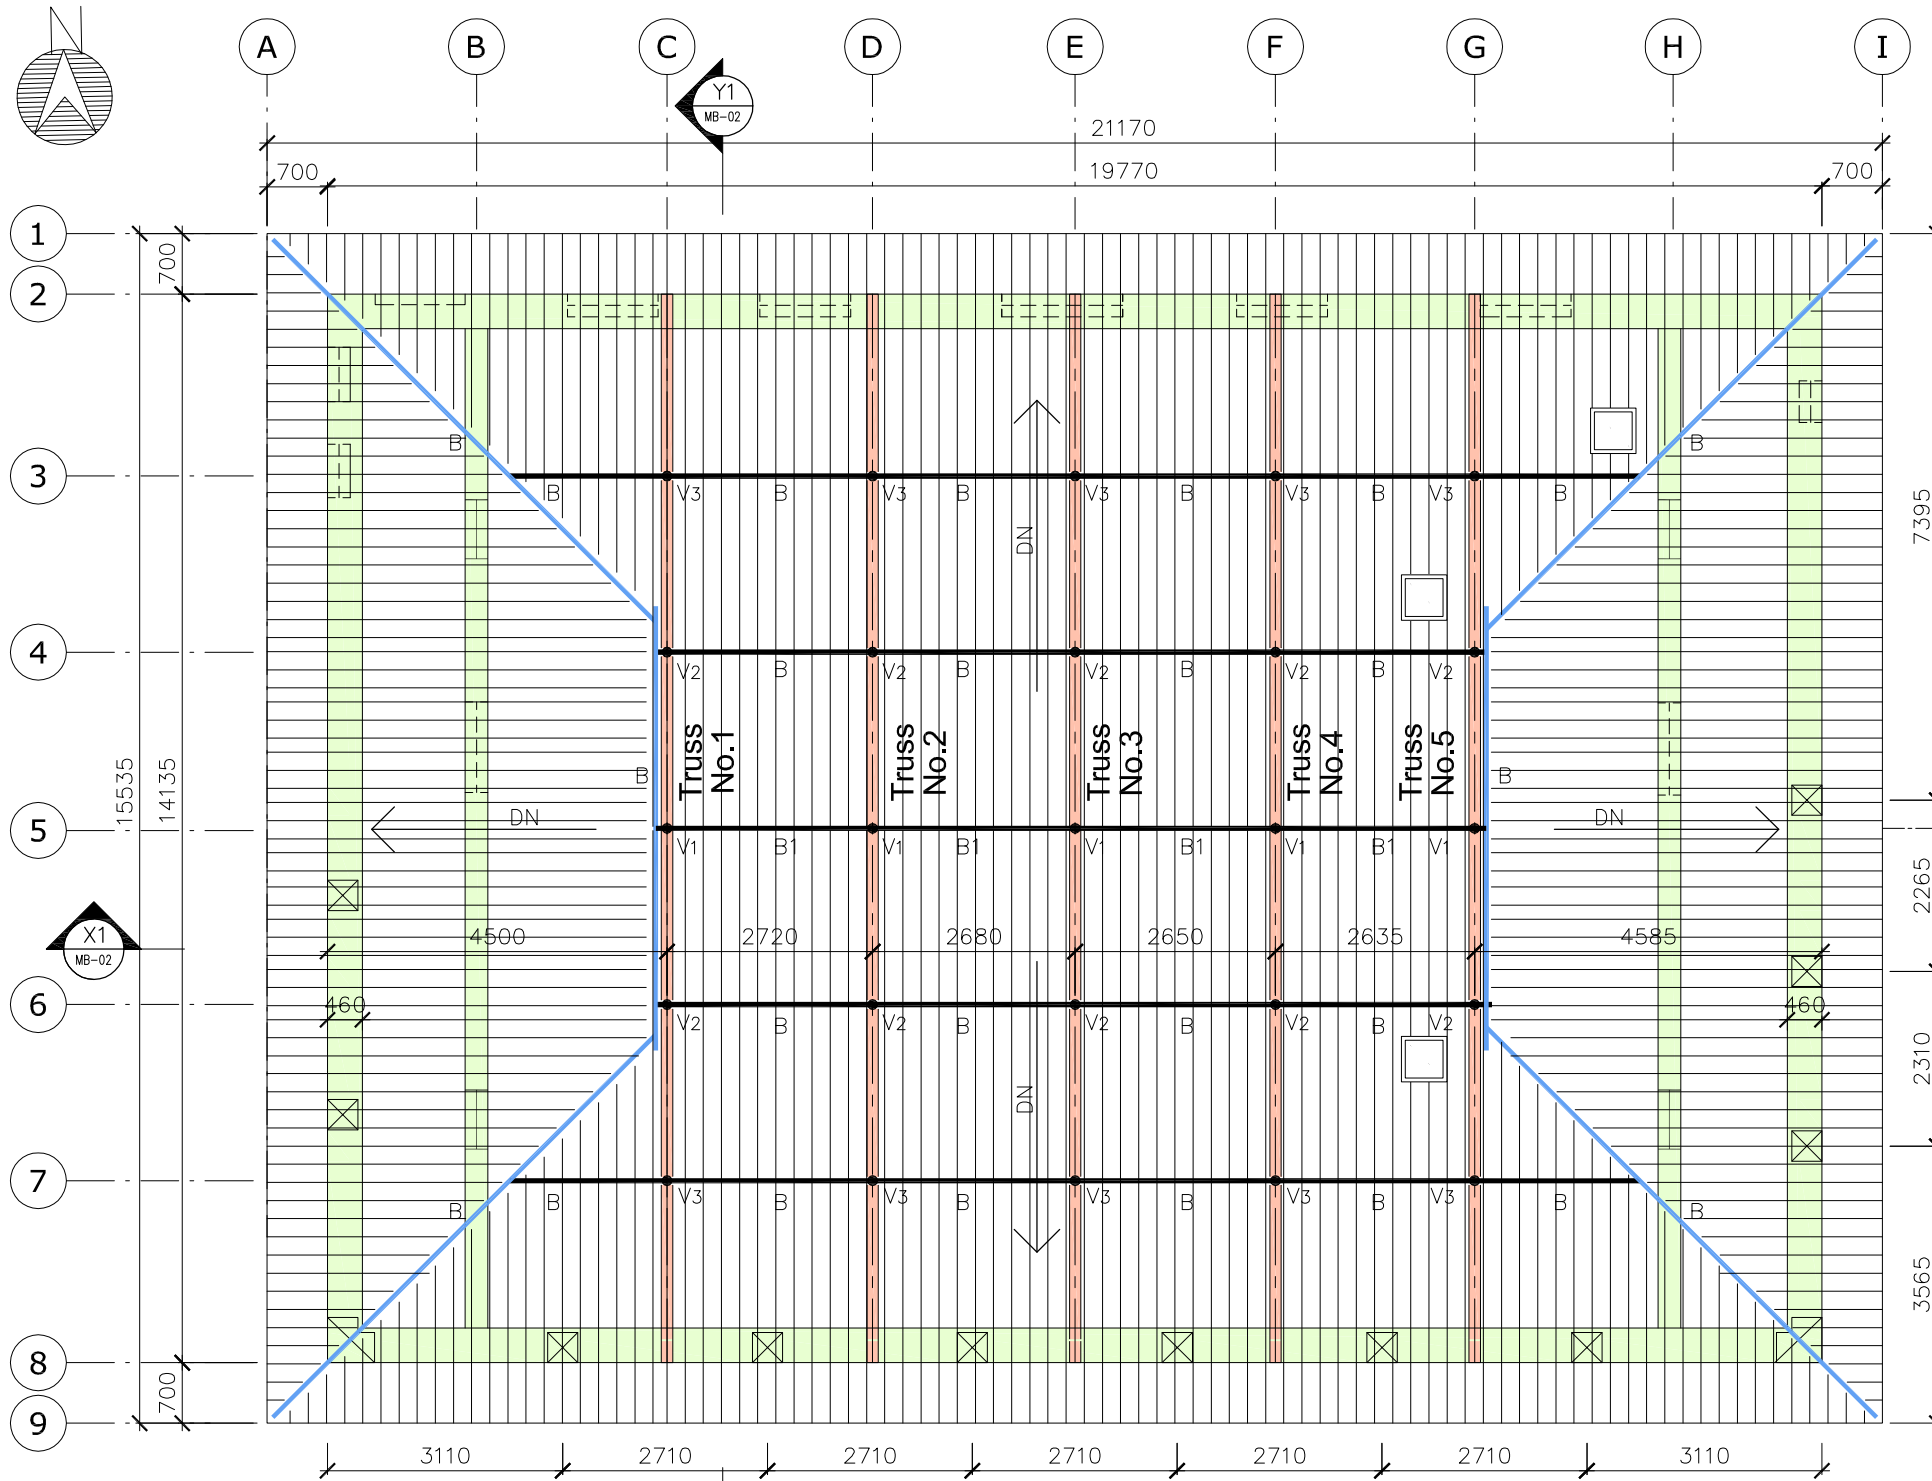 N
A B C D E F G H I
Y1
MB-02
21170
700 19770 700
1
700
2
B B
3
B V3 B V3 B V3 B V3 B V3 B
7395
DN
4
V2 B V2 B V2 B V2 B V2
Truss No.1
Truss No.2
Truss No.3
Truss No.4
Truss No.5
15535
14135
B B
DN DN
5
V1 B1 V1 B1 V1 B1 V1 B1 V1
2265
X1
MB-02
4500 2720 2680 2650 2635 4585
6
460 460
V2 B V2 B V2 B V2 B V2
2310
DN
7
B B V3 B V3 B V3 B V3 B V3 B B
3565
8
700
9
3110 2710 2710 2710 2710 2710 3110